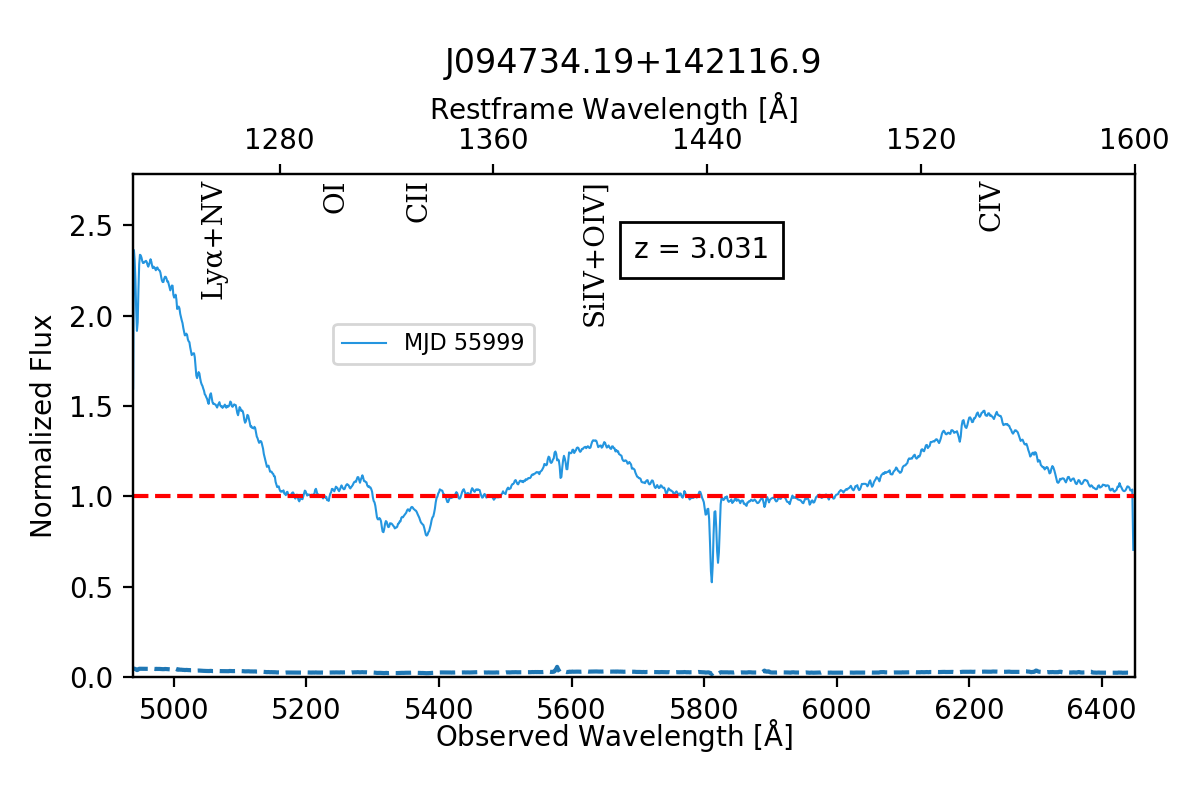 J094734.19+142116.9
Restframe Wavelength [Å]
1280 1360 1440 1520 1600
Lyα+NV
OI
CII
SiIV+OIV]
CIV
z = 3.031
MJD 55999
Normalized Flux
2.5
2.0
1.5
1.0
0.5
0.0
5000 5200 5400 5600 5800 6000 6200 6400
Observed Wavelength [Å]